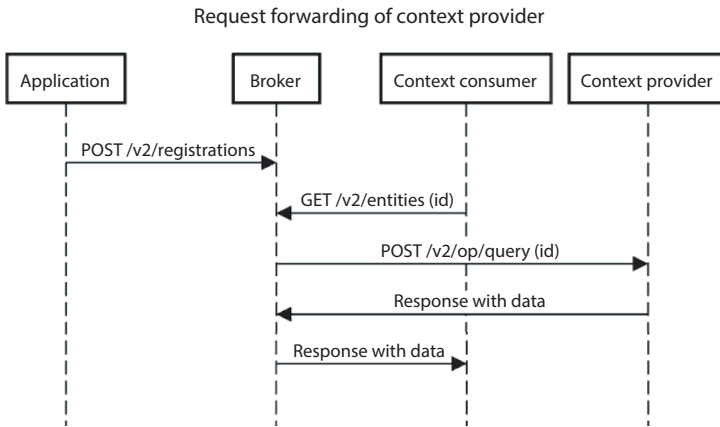 Request forwarding of context provider
Application
Broker
Context consumer
Context provider
POST /v2/registrations
GET /v2/entities (id)
POST /v2/op/query (id)
Response with data
Response with data